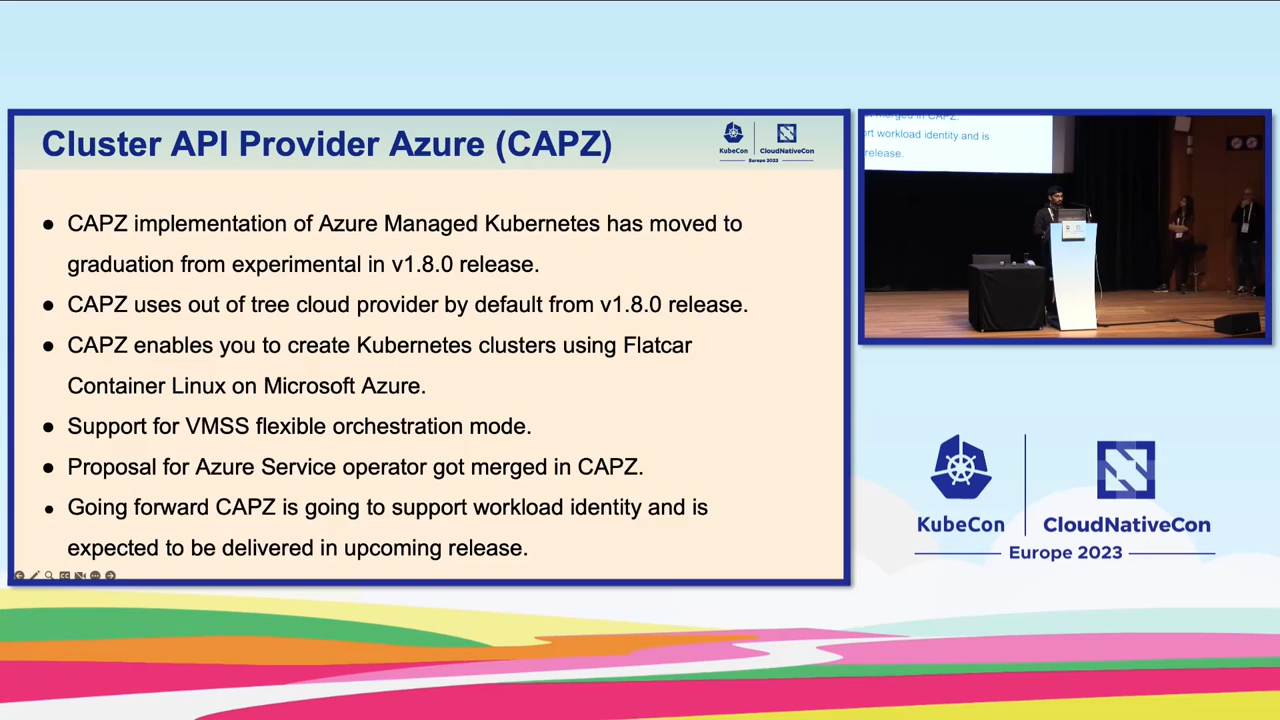 Cluster API Provider Azure (CAPZ)
KubeCon
CloudNativeCon
Europe 2023
● CAPZ implementation of Azure Managed Kubernetes has moved to
graduation from experimental in v1.8.0 release.
● CAPZ uses out of tree cloud provider by default from v1.8.0 release.
● CAPZ enables you to create Kubernetes clusters using Flatcar
Container Linux on Microsoft Azure.
● Support for VMSS flexible orchestration mode.
● Proposal for Azure Service operator got merged in CAPZ.
● Going forward CAPZ is going to support workload identity and is
expected to be delivered in upcoming release.
merged in CAPZ.
rt workload identity and is
release.
KubeCon
CloudNativeCon
Europe 2023